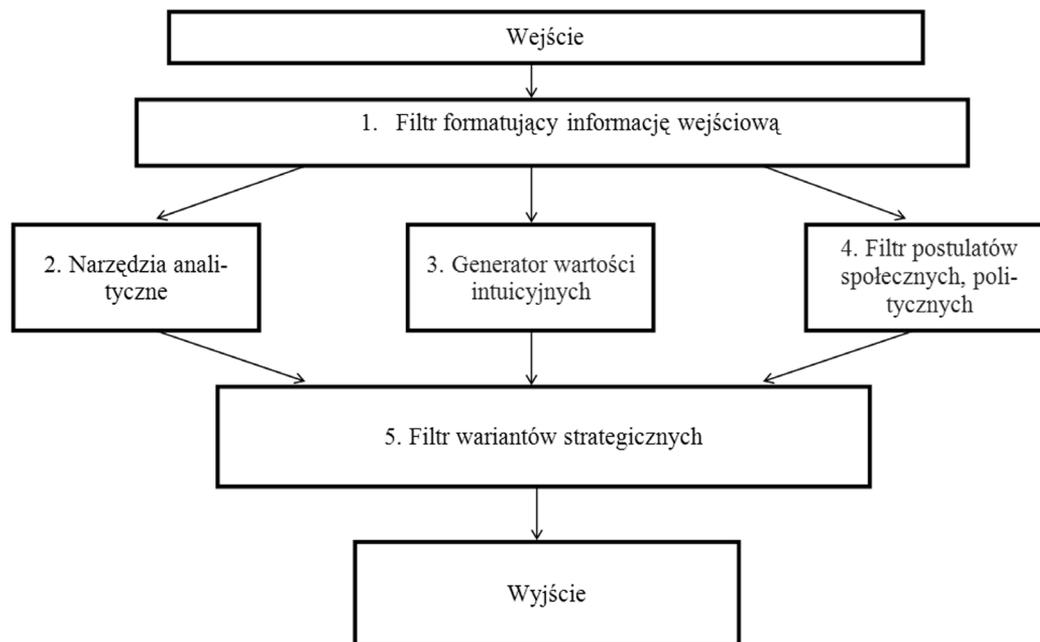 Wejście
1. Filtr formatujący informację wejściową
2. Narzędzia anali-
tyczne
3. Generator wartości
intuicyjnych
4. Filtr postulatów
społecznych, poli-
tycznych
5. Filtr wariantów strategicznych
Wyjście